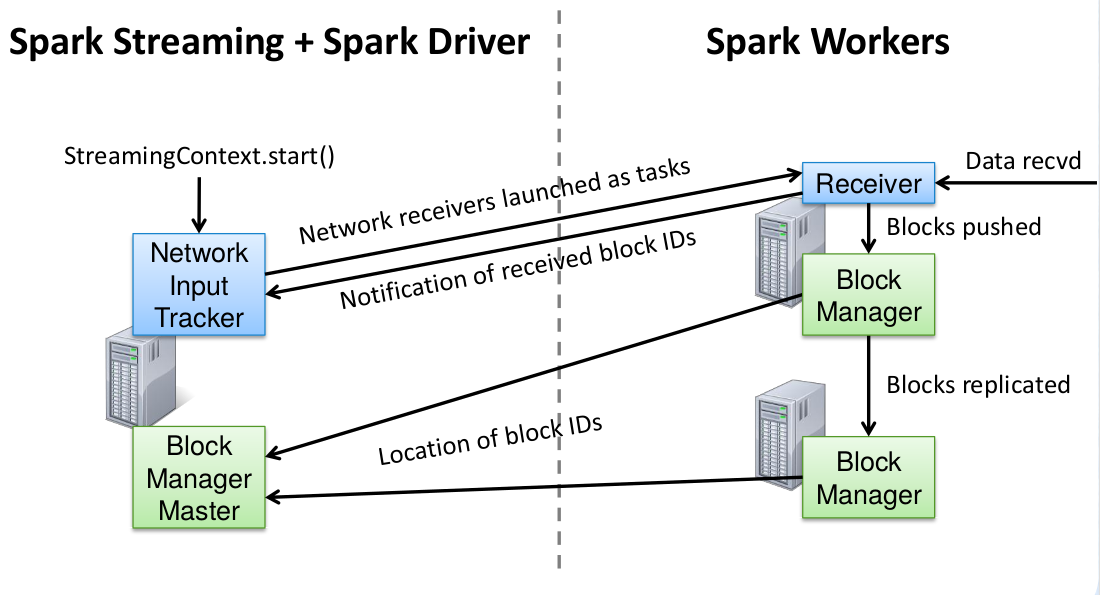 Spark Streaming + Spark Driver
Spark Workers
StreamingContext.start()
Network receivers launched as tasks
Data recvd
Receiver
Blocks pushed
Notification of received block IDs
Network
Input
Tracker
Block
Manager
Blocks replicated
Location of block IDs
Block
Manager
Master
Block
Manager